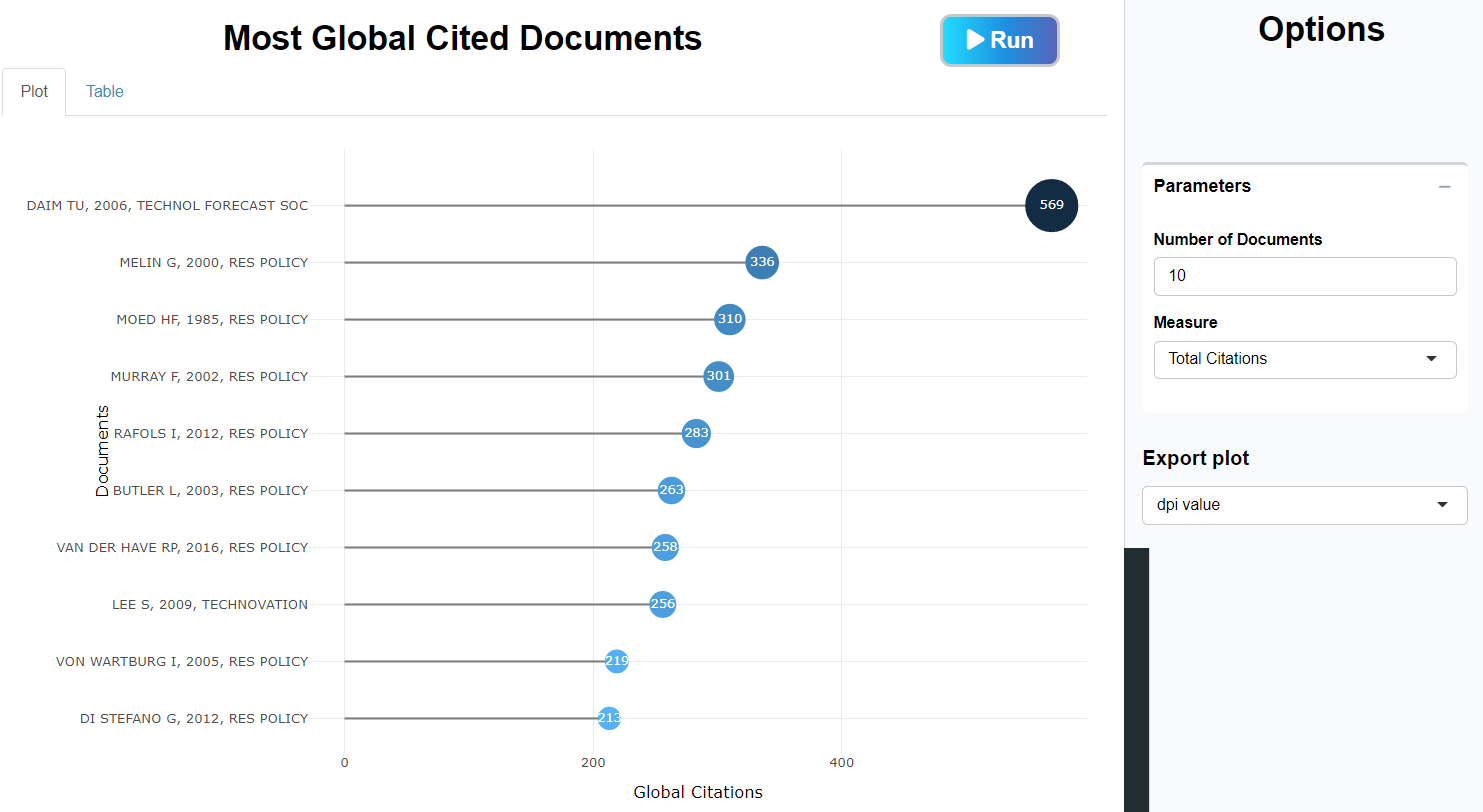 Most Global Cited Documents
Run
Options
Plot
Table
Parameters
Number of Documents
10
Measure
Total Citations
Export plot
dpi value
Documents
DAIM TU, 2006, TECHNOL FORECAST SOC
569
MELIN G, 2000, RES POLICY
336
MOED HF, 1985, RES POLICY
310
MURRAY F, 2002, RES POLICY
301
RAFOLS I, 2012, RES POLICY
283
BUTLER L, 2003, RES POLICY
263
VAN DER HAVE RP, 2016, RES POLICY
258
LEE S, 2009, TECHNOVATION
256
VON WARTBURG I, 2005, RES POLICY
219
DI STEFANO G, 2012, RES POLICY
213
0
200
400
Global Citations